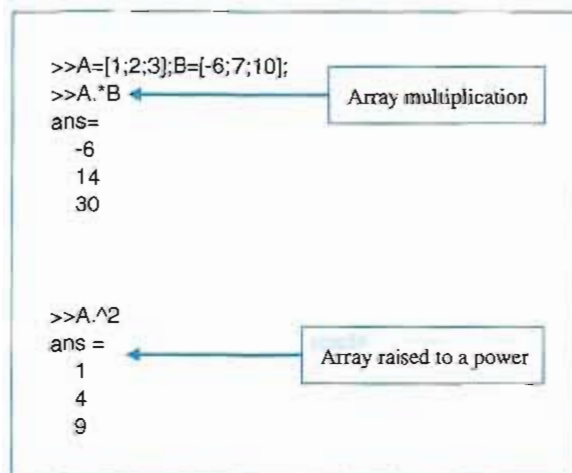 >>A=[1;2;3];B=[-6;7;10];
>>A.*B
Array multiplication
ans=
-6
14
30
>>A.^2
ans =
Array raised to a power
1
4
9